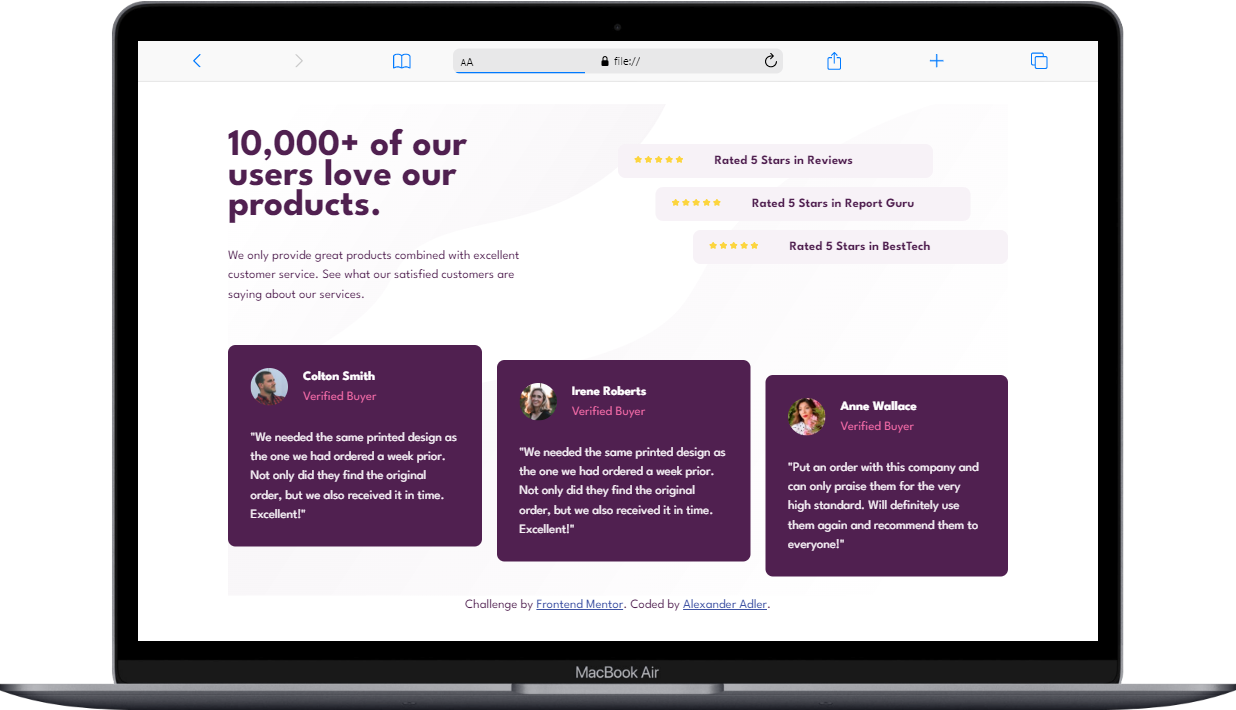 AA
file://
10,000+ of our
users love our
products.
We only provide great products combined with excellent
customer service. See what our satisfied customers are
saying about our services.
Rated 5 Stars in Reviews
Rated 5 Stars in Report Guru
Rated 5 Stars in BestTech
Colton Smith
Verified Buyer
"We needed the same printed design as
the one we had ordered a week prior.
Not only did they find the original
order, but we also received it in time.
Excellent!"
Irene Roberts
Verified Buyer
"We needed the same printed design as
the one we had ordered a week prior.
Not only did they find the original
order, but we also received it in time.
Excellent!"
Anne Wallace
Verified Buyer
"Put an order with this company and
can only praise them for the very
high standard. Will definitely use
them again and recommend them to
everyone!"
Challenge by Frontend Mentor. Coded by Alexander Adler.
MacBook Air